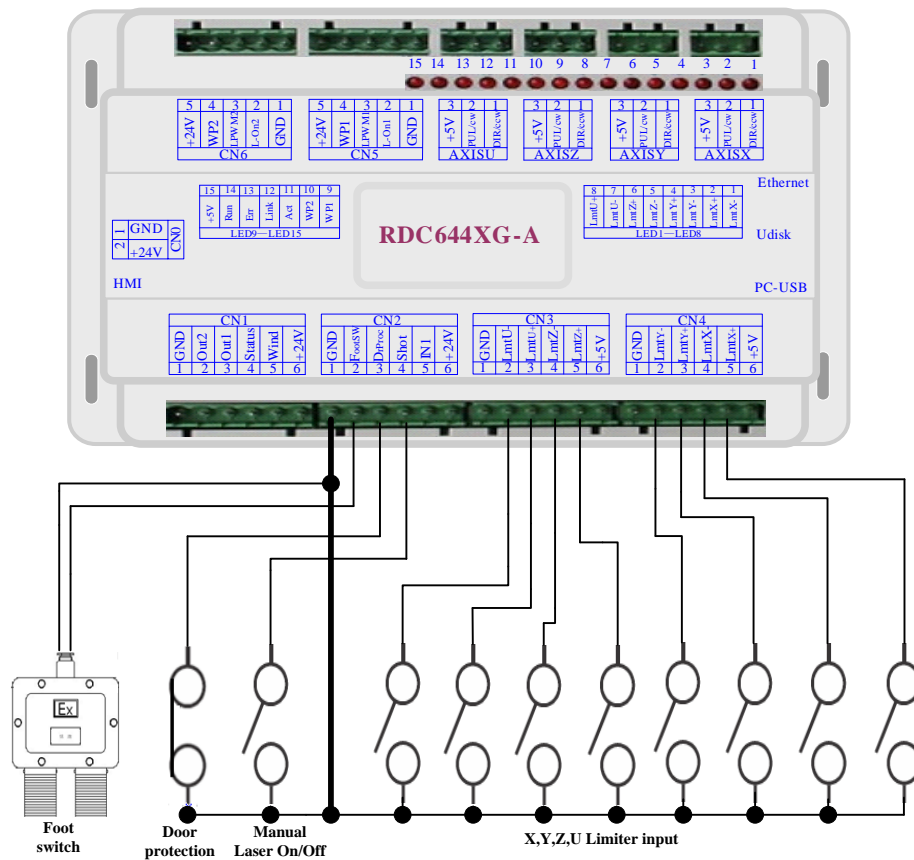 15 14 13 12 11 10 9 8 7 6 5 4 3 2 1
5 4 3 2 1
+24V WP2 LPWM2 L-On2 GND
CN6
5 4 3 2 1
+24V WP1 LPWM1 L-On1 GND
CN5
3 2 1
+5V PUL/cw DIR/ccw
AXISU
3 2 1
+5V PUL/cw DIR/ccw
AXISZ
3 2 1
+5V PUL/cw DIR/ccw
AXISY
3 2 1
+5V PUL/cw DIR/ccw
AXISX
Ethernet
15 14 13 12 11 10 9
+5V Run Err Link Act WP2 WP1
LED9—LED15
8 7 6 5 4 3 2 1
LmtU+ LmtU- LmtZ+ LmtZ- LmtY+ LmtY- LmtX+ LmtX-
LED1—LED8
1 GND
2 +24V
CN0
RDC644XG-A
Udisk
HMI
PC-USB
CN1
GND Out2 Out1 Status Wind +24V
1 2 3 4 5 6
CN2
GND FootSW DrProc Shot IN1 +24V
1 2 3 4 5 6
CN3
GND LmtU- LmtU+ LmtZ- LmtZ+ +5V
1 2 3 4 5 6
CN4
GND LmtY- LmtY+ LmtX- LmtX+ +5V
1 2 3 4 5 6
Ex
Foot
switch
Door
protection
Manual
Laser On/Off
X,Y,Z,U Limiter input